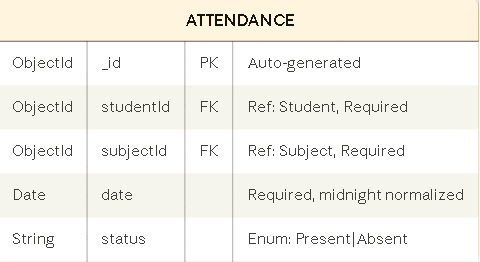 ATTENDANCE
ObjectId _id PK Auto-generated
ObjectId studentId FK Ref: Student, Required
ObjectId subjectId FK Ref: Subject, Required
Date date Required, midnight normalized
String status Enum: Present|Absent